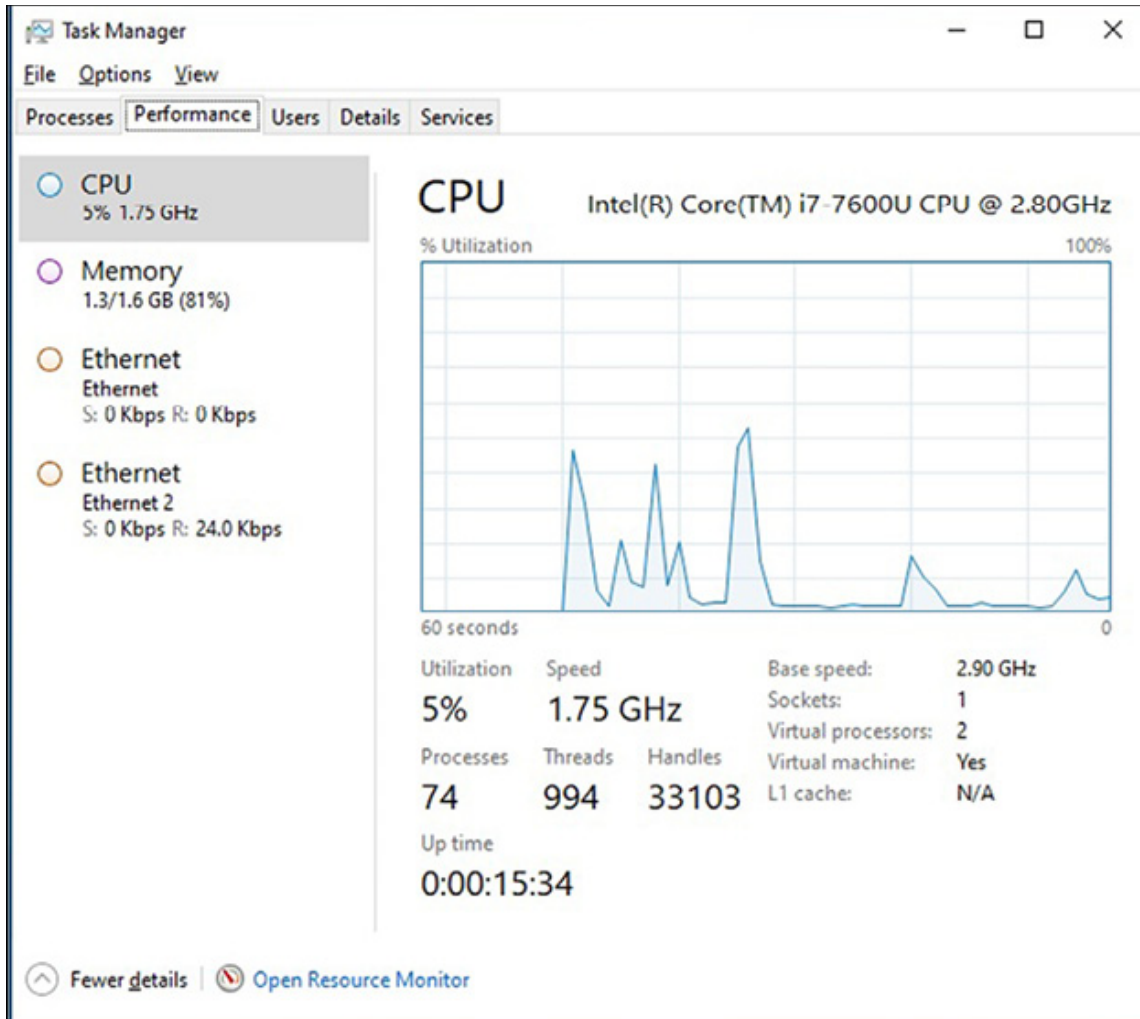 Task Manager
File Options View
Processes Performance Users Details Services
CPU
5% 1.75 GHz
Memory
1.3/1.6 GB (81%)
Ethernet
Ethernet
S: 0 Kbps R: 0 Kbps
Ethernet
Ethernet 2
S: 0 Kbps R: 24.0 Kbps
CPU Intel(R) Core(TM) i7-7600U CPU @ 2.80GHz
% Utilization 100%
60 seconds 0
Utilization Speed
5% 1.75 GHz
Processes Threads Handles
74 994 33103
Up time
0:00:15:34
Base speed: 2.90 GHz
Sockets: 1
Virtual processors: 2
Virtual machine: Yes
L1 cache: N/A
Fewer details Open Resource Monitor